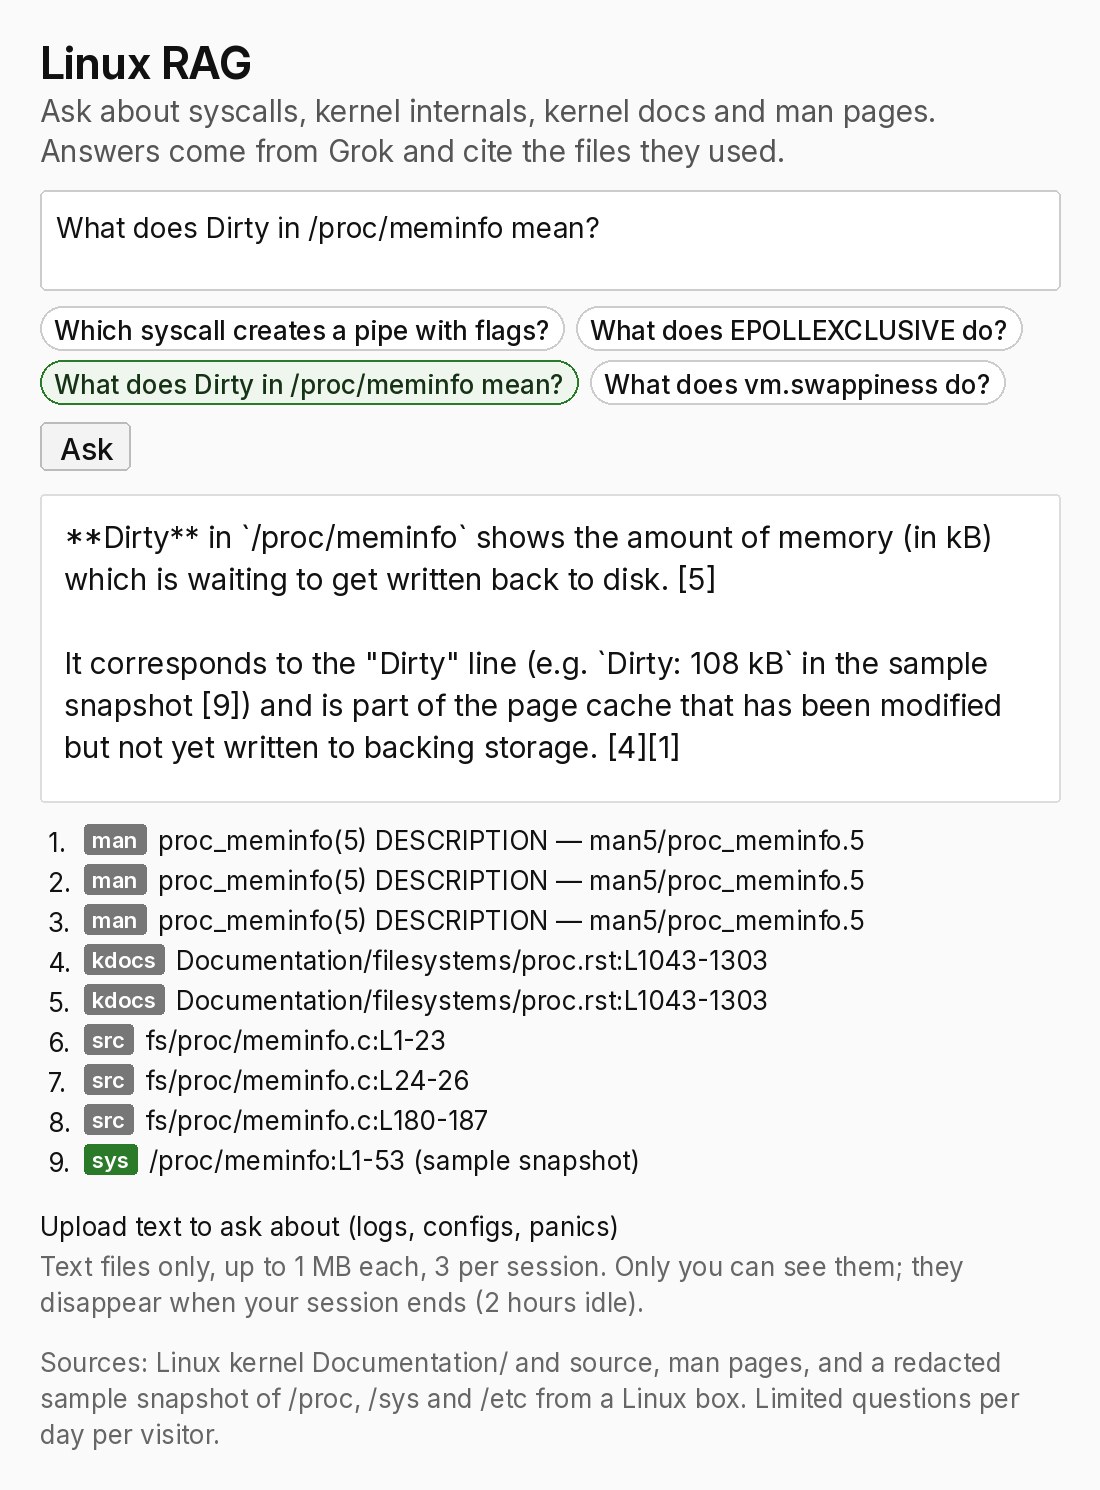 Linux RAG
Ask about syscalls, kernel internals, kernel docs and man pages.
Answers come from Grok and cite the files they used.
What does Dirty in /proc/meminfo mean?
Which syscall creates a pipe with flags? What does EPOLLEXCLUSIVE do?
What does Dirty in /proc/meminfo mean? What does vm.swappiness do?
Ask
**Dirty** in `/proc/meminfo` shows the amount of memory (in kB)
which is waiting to get written back to disk. [5]
It corresponds to the "Dirty" line (e.g. `Dirty: 108 kB` in the sample
snapshot [9]) and is part of the page cache that has been modified
but not yet written to backing storage. [4][1]
1. man proc_meminfo(5) DESCRIPTION — man5/proc_meminfo.5
2. man proc_meminfo(5) DESCRIPTION — man5/proc_meminfo.5
3. man proc_meminfo(5) DESCRIPTION — man5/proc_meminfo.5
4. kdocs Documentation/filesystems/proc.rst:L1043-1303
5. kdocs Documentation/filesystems/proc.rst:L1043-1303
6. src fs/proc/meminfo.c:L1-23
7. src fs/proc/meminfo.c:L24-26
8. src fs/proc/meminfo.c:L180-187
9. sys /proc/meminfo:L1-53 (sample snapshot)
Upload text to ask about (logs, configs, panics)
Text files only, up to 1 MB each, 3 per session. Only you can see them; they
disappear when your session ends (2 hours idle).
Sources: Linux kernel Documentation/ and source, man pages, and a redacted
sample snapshot of /proc, /sys and /etc from a Linux box. Limited questions per
day per visitor.